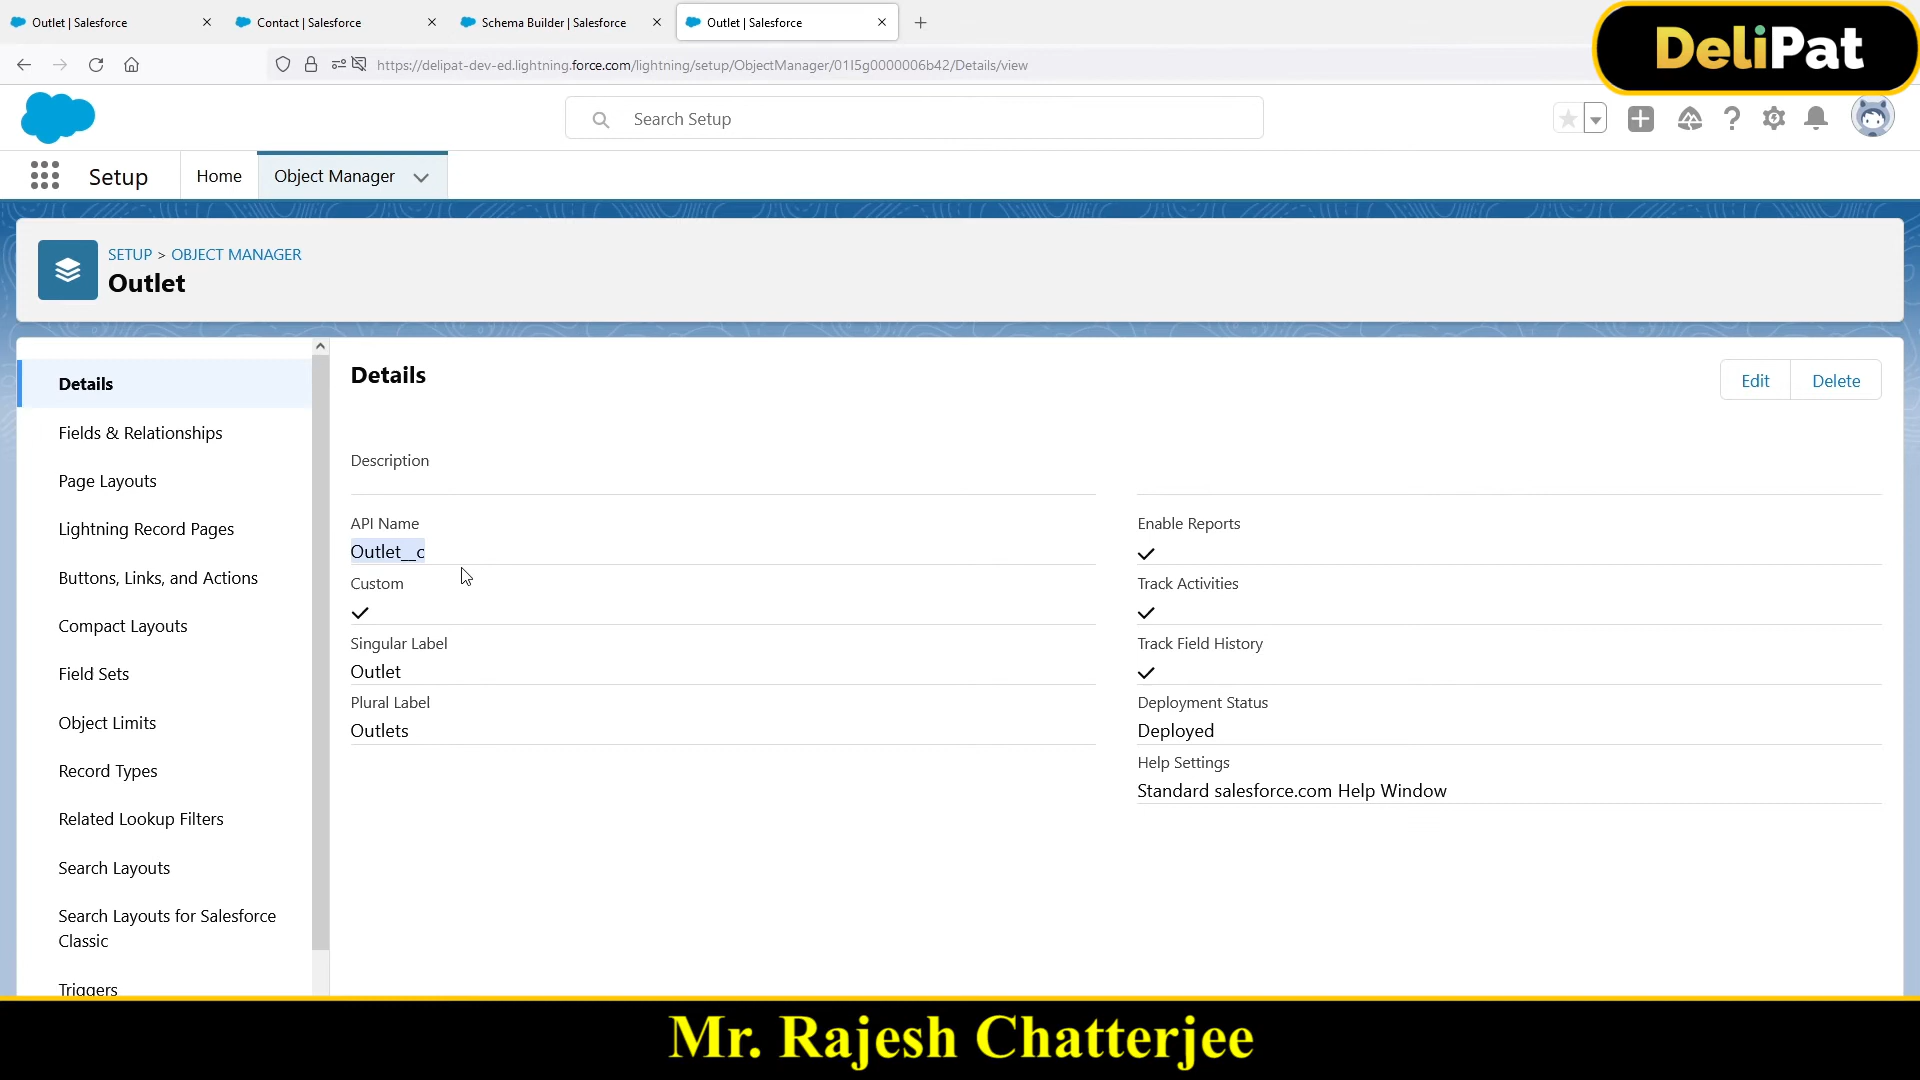 Outlet | Salesforce
Contact | Salesforce
Schema Builder | Salesforce
Outlet | Salesforce
DeliPat
https://delipat-dev-ed.lightning.force.com/lightning/setup/ObjectManager/01I5g0000006b42/Details/view
Search Setup
Setup
Home
Object Manager
SETUP > OBJECT MANAGER
Outlet
Details
Fields & Relationships
Page Layouts
Lightning Record Pages
Buttons, Links, and Actions
Compact Layouts
Field Sets
Object Limits
Record Types
Related Lookup Filters
Search Layouts
Search Layouts for Salesforce
Classic
Triggers
Details
Edit
Delete
Description
API Name
Outlet__c
Custom
Singular Label
Outlet
Plural Label
Outlets
Enable Reports
Track Activities
Track Field History
Deployment Status
Deployed
Help Settings
Standard salesforce.com Help Window
Mr. Rajesh Chatterjee